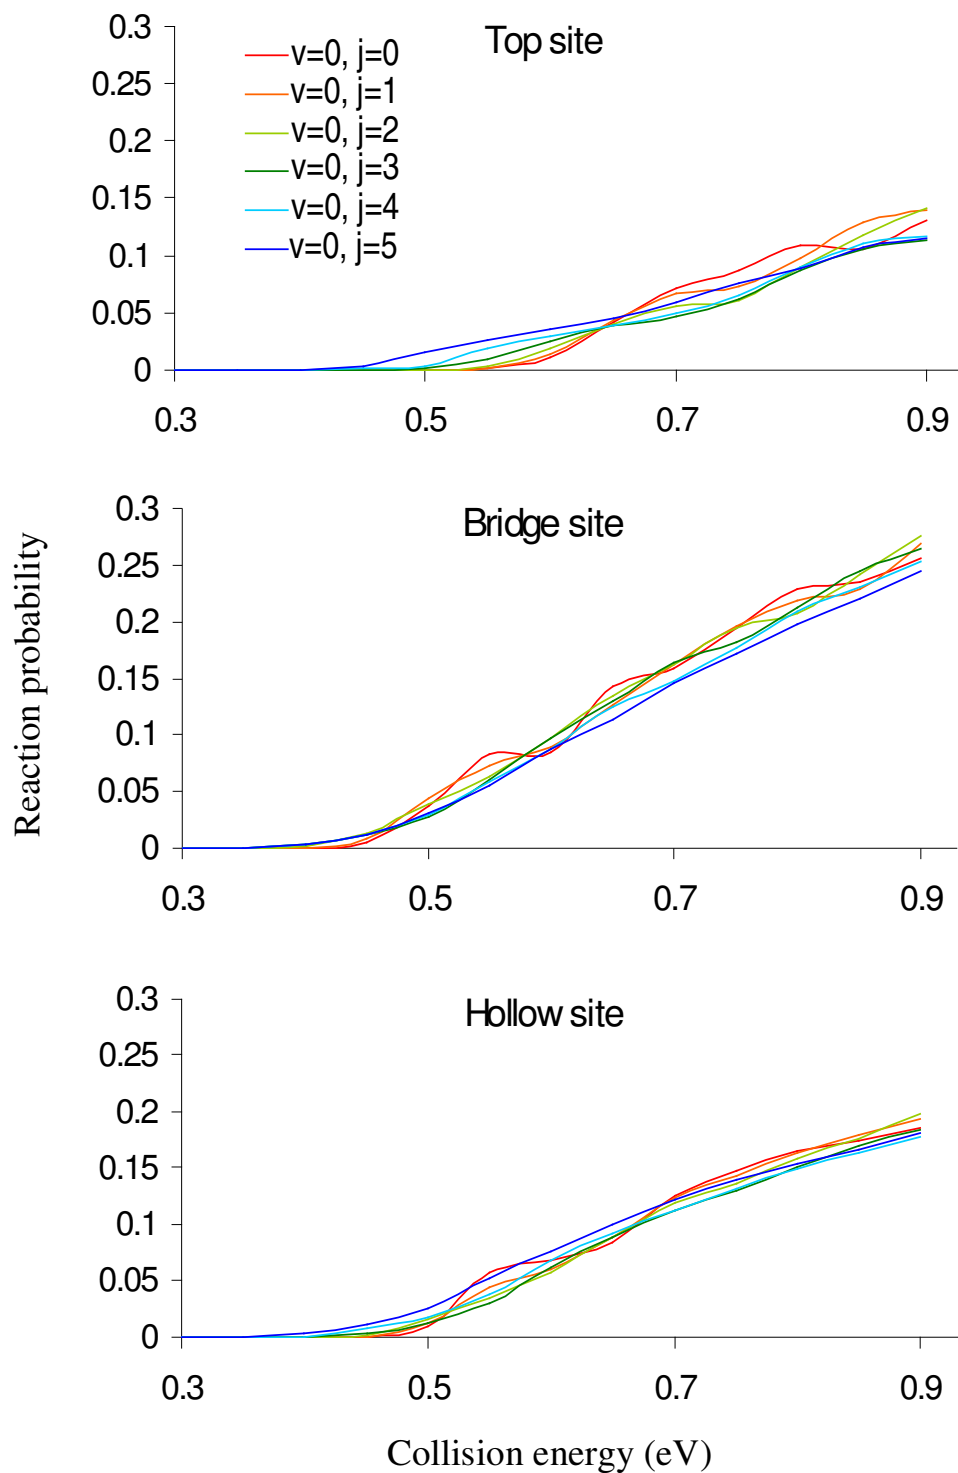 Top site
0.3
0.25
0.2
0.15
0.1
0.05
0
v=0, j=0
v=0, j=1
v=0, j=2
v=0, j=3
v=0, j=4
v=0, j=5
0.3 0.5 0.7 0.9
Reaction probability
Bridge site
0.3
0.25
0.2
0.15
0.1
0.05
0
0.3 0.5 0.7 0.9
Hollow site
0.3
0.25
0.2
0.15
0.1
0.05
0
0.3 0.5 0.7 0.9
Collision energy (eV)